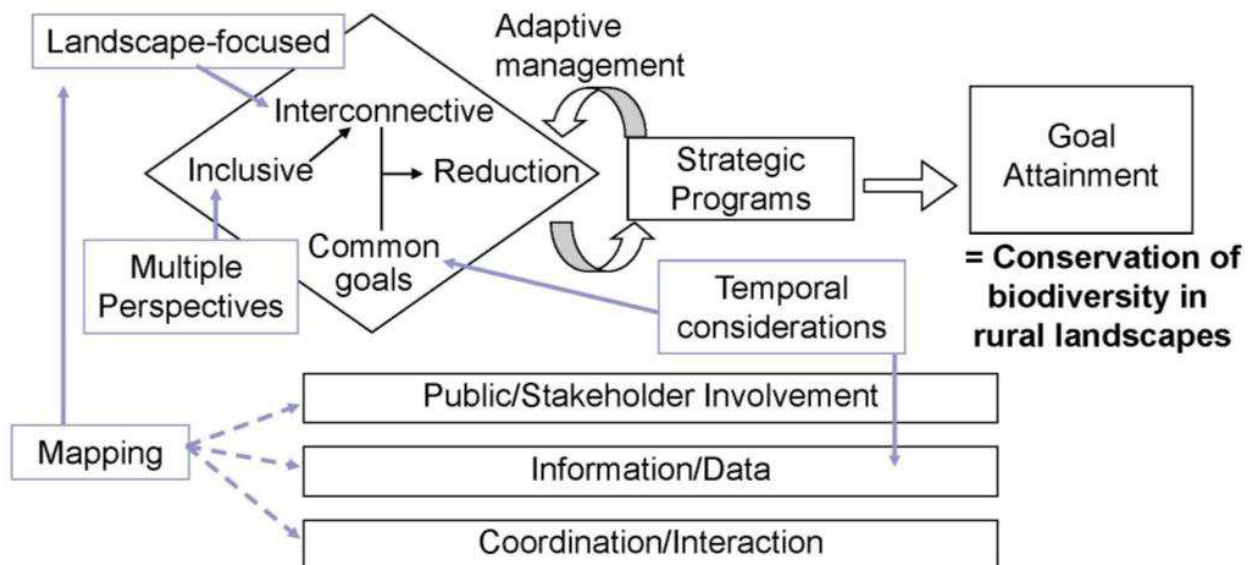 Landscape-focused
Adaptive
management
Interconnective
Inclusive
Reduction
Strategic
Programs
Goal
Attainment
Common
goals
Multiple
Perspectives
Temporal
considerations
= Conservation of
biodiversity in
rural landscapes
Public/Stakeholder Involvement
Mapping
Information/Data
Coordination/Interaction